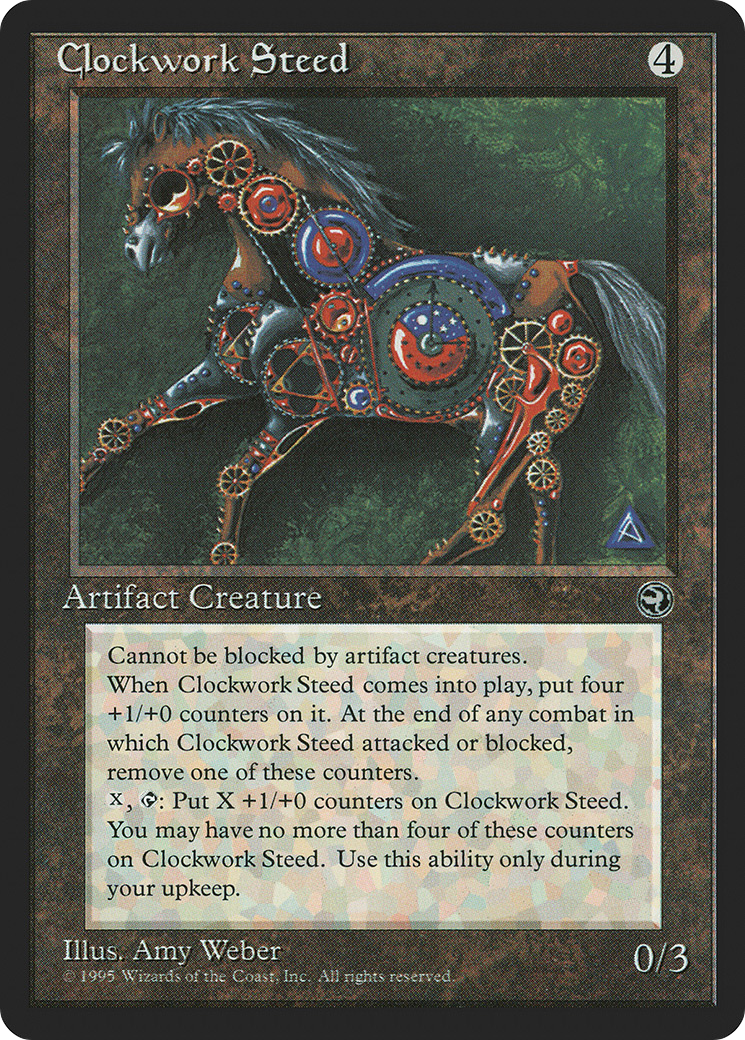 Clockwork Steed 4
Artifact Creature
Cannot be blocked by artifact creatures.
When Clockwork Steed comes into play, put four
+1/+0 counters on it. At the end of any combat in
which Clockwork Steed attacked or blocked,
remove one of these counters.
X, : Put X +1/+0 counters on Clockwork Steed.
You may have no more than four of these counters
on Clockwork Steed. Use this ability only during
your upkeep.
Illus. Amy Weber
0/3
© 1995 Wizards of the Coast, Inc. All rights reserved.